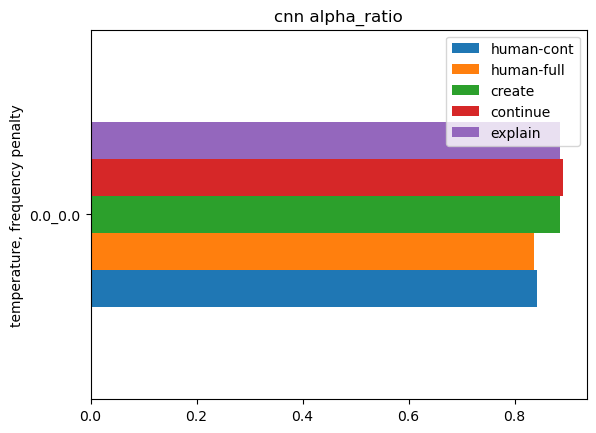 cnn alpha_ratio
human-cont
human-full
create
continue
explain
temperature, frequency penalty
0.0_0.0
0.0 0.2 0.4 0.6 0.8